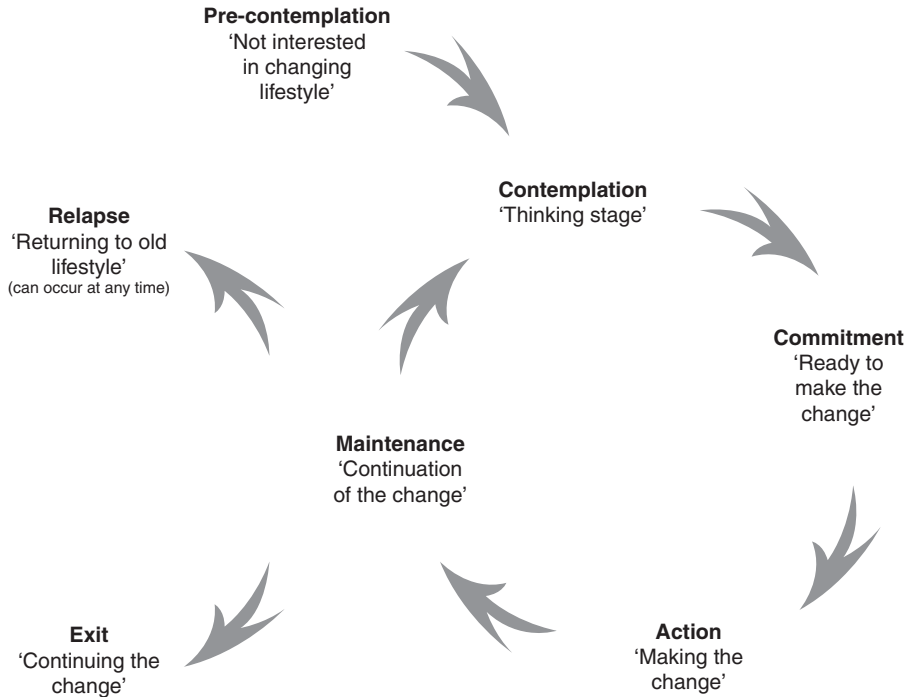 Pre-contemplation
‘Not interested
in changing
lifestyle’
Contemplation
‘Thinking stage’
Relapse
‘Returning to old
lifestyle’
(can occur at any time)
Commitment
‘Ready to
make the
change’
Maintenance
‘Continuation
of the change’
Action
‘Making the
change’
Exit
‘Continuing the
change’